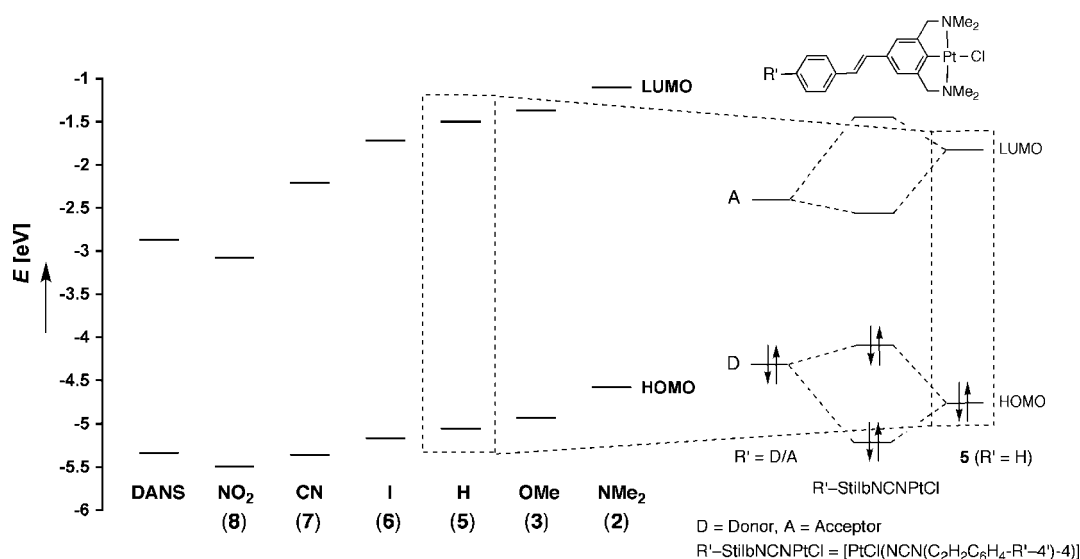 E [eV]
-1
-1.5
-2
-2.5
-3
-3.5
-4
-4.5
-5
-5.5
-6
LUMO
HOMO
DANS NO₂ CN I H OMe NMe₂
(8) (7) (6) (5) (3) (2)
NMe₂
R' Pt Cl
NMe₂
LUMO
A
D
HOMO
R' = D/A 5 (R' = H)
R'–StilbNCNPtCl
D = Donor, A = Acceptor
R'–StilbNCNPtCl = [PtCl(NCN(C₂H₂C₆H₄-R'–4')-4)]